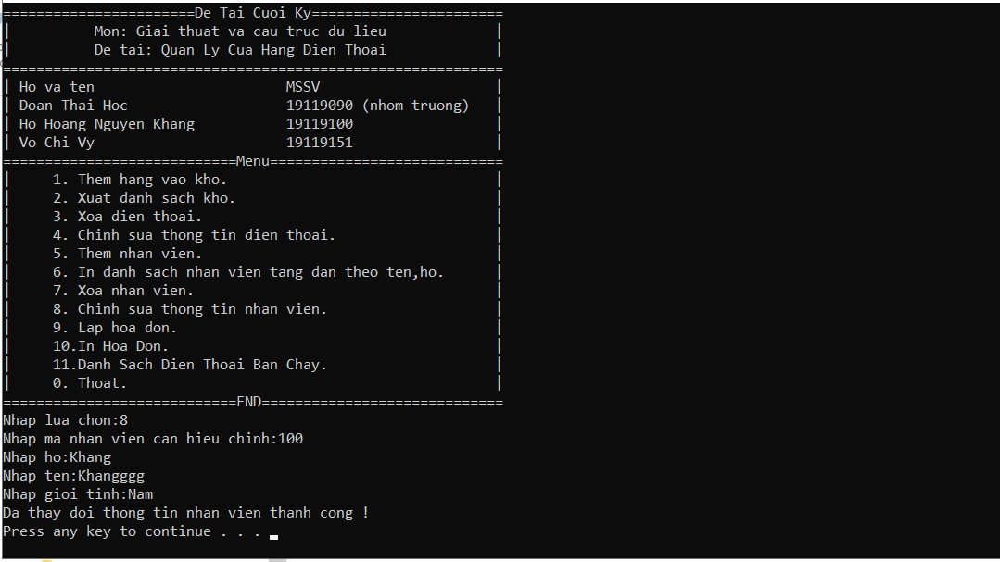 =======================De Tai Cuoi Ky=======================
|          Mon: Giai thuat va cau truc du lieu             |
|          De tai: Quan Ly Cua Hang Dien Thoai             |
============================================================
| Ho va ten                       MSSV                     |
| Doan Thai Hoc                   19119090 (nhom truong)   |
| Ho Hoang Nguyen Khang           19119100                 |
| Vo Chi Vy                       19119151                 |
============================Menu============================
|     1. Them hang vao kho.                                |
|     2. Xuat danh sach kho.                               |
|     3. Xoa dien thoai.                                   |
|     4. Chinh sua thong tin dien thoai.                   |
|     5. Them nhan vien.                                   |
|     6. In danh sach nhan vien tang dan theo ten,ho.      |
|     7. Xoa nhan vien.                                    |
|     8. Chinh sua thong tin nhan vien.                    |
|     9. Lap hoa don.                                      |
|     10.In Hoa Don.                                       |
|     11.Danh Sach Dien Thoai Ban Chay.                    |
|     0. Thoat.                                            |
============================END=============================
Nhap lua chon:8
Nhap ma nhan vien can hieu chinh:100
Nhap ho:Khang
Nhap ten:Khangggg
Nhap gioi tinh:Nam
Da thay doi thong tin nhan vien thanh cong !
Press any key to continue . . .